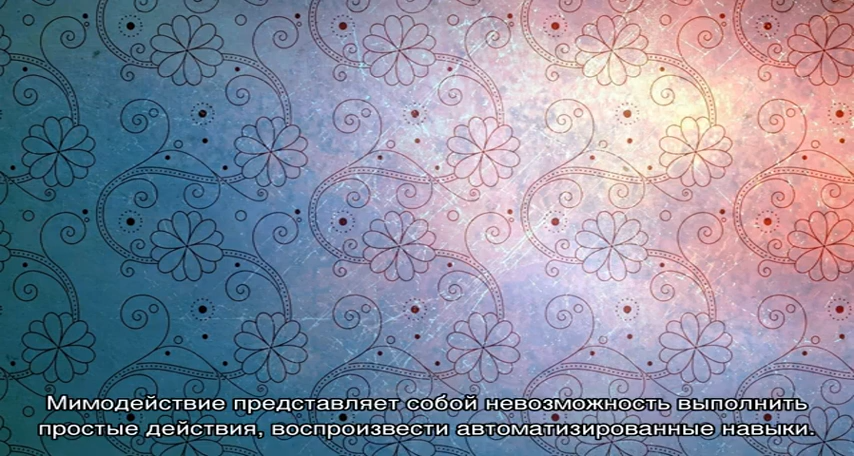 Мимодействие представляет собой невозможность выполнить
простые действия, воспроизвести автоматизированные навыки.